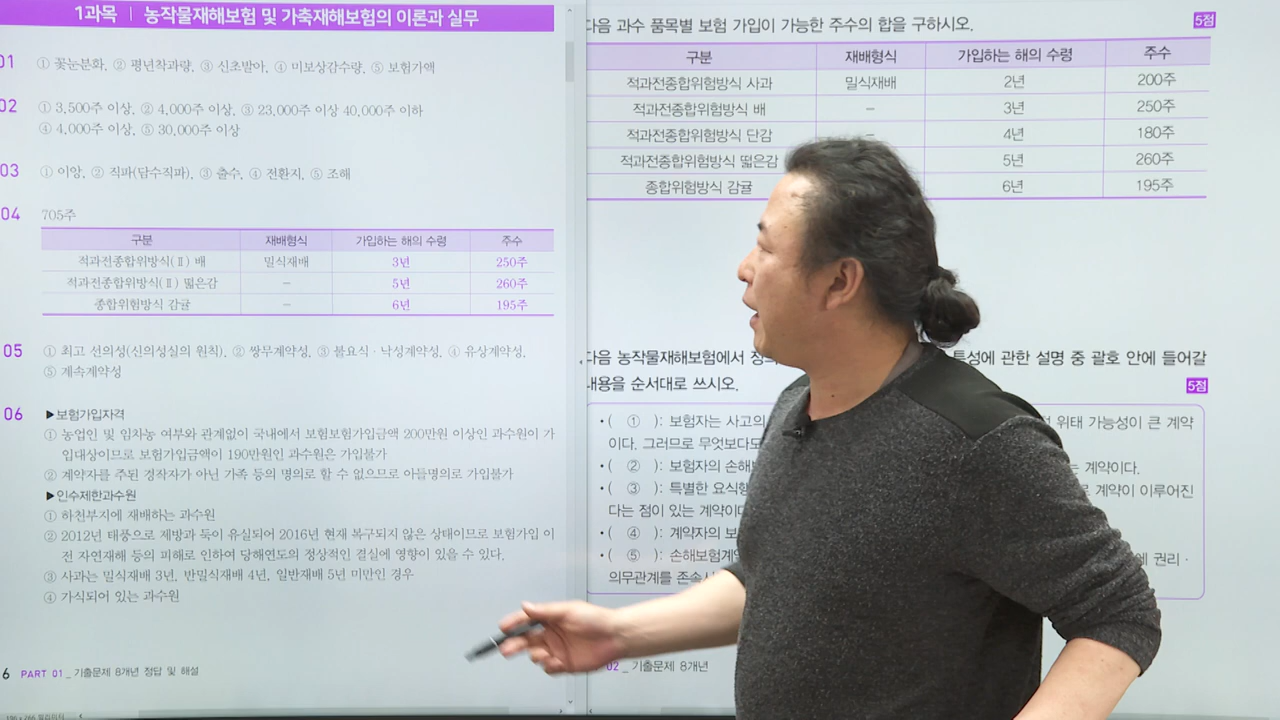 1과목 | 농작물재해보험 및 가축재해보험의 이론과 실무
01 ① 꽃눈분화, ② 평년착과량, ③ 신초발아, ④ 미보상감수량, ⑤ 보험가액
02 ① 3,500주 이상, ② 4,000주 이상, ③ 23,000주 이상 40,000주 이하
④ 4,000주 이상, ⑤ 30,000주 이상
03 ① 이앙, ② 직파(담수직파), ③ 출수, ④ 전환지, ⑤ 조해
04 705주
구분 재배형식 가입하는 해의 수령 주수
적과전종합위방식(Ⅱ) 배 밀식재배 3년 250주
적과전종합위방식(Ⅱ) 떫은감 - 5년 260주
종합위험방식 감귤 - 6년 195주
05 ① 최고 선의성(신의성실의 원칙), ② 쌍무계약성, ③ 불요식·낙성계약성, ④ 유상계약성,
⑤ 계속계약성
06 ▶보험가입자격
① 농업인 및 임차농 여부와 관계없이 국내에서 보험보험가입금액 200만원 이상인 과수원이 가
입대상이므로 보험가입금액이 190만원인 과수원은 가입불가
② 계약자를 주된 경작자가 아닌 가족 등의 명의로 할 수 없으므로 아들명의로 가입불가
▶인수제한과수원
① 하천부지에 재배하는 과수원
② 2012년 태풍으로 제방과 둑이 유실되어 2016년 현재 복구되지 않은 상태이므로 보험가입 이
전 자연재해 등의 피해로 인하여 당해연도의 정상적인 결실에 영향이 있을 수 있다.
③ 사과는 밀식재배 3년, 반밀식재배 4년, 일반재배 5년 미만인 경우
④ 가식되어 있는 과수원
6 PART 01 _ 기출문제 8개년 정답 및 해설
다음 과수 품목별 보험 가입이 가능한 주수의 합을 구하시오. 5점
구분 재배형식 가입하는 해의 수령 주수
적과전종합위험방식 사과 밀식재배 2년 200주
적과전종합위험방식 배 - 3년 250주
적과전종합위험방식 단감 - 4년 180주
적과전종합위험방식 떫은감 5년 260주
종합위험방식 감귤 6년 195주
다음 농작물재해보험에서 특성에 관한 설명 중 괄호 안에 들어갈
내용을 순서대로 쓰시오. 5점
•( ① ): 보험자는 사고의 위태 가능성이 큰 계약
이다. 그러므로 무엇보다도
•( ② ): 보험자의 손해 는 계약이다.
•( ③ ): 특별한 요식행 계약이 이루어진
다는 점이 있는 계약이다
•( ④ ): 계약자의 보
•( ⑤ ): 손해보험계약 에 권리·
의무관계를 존속시
02 _ 기출문제 8개년